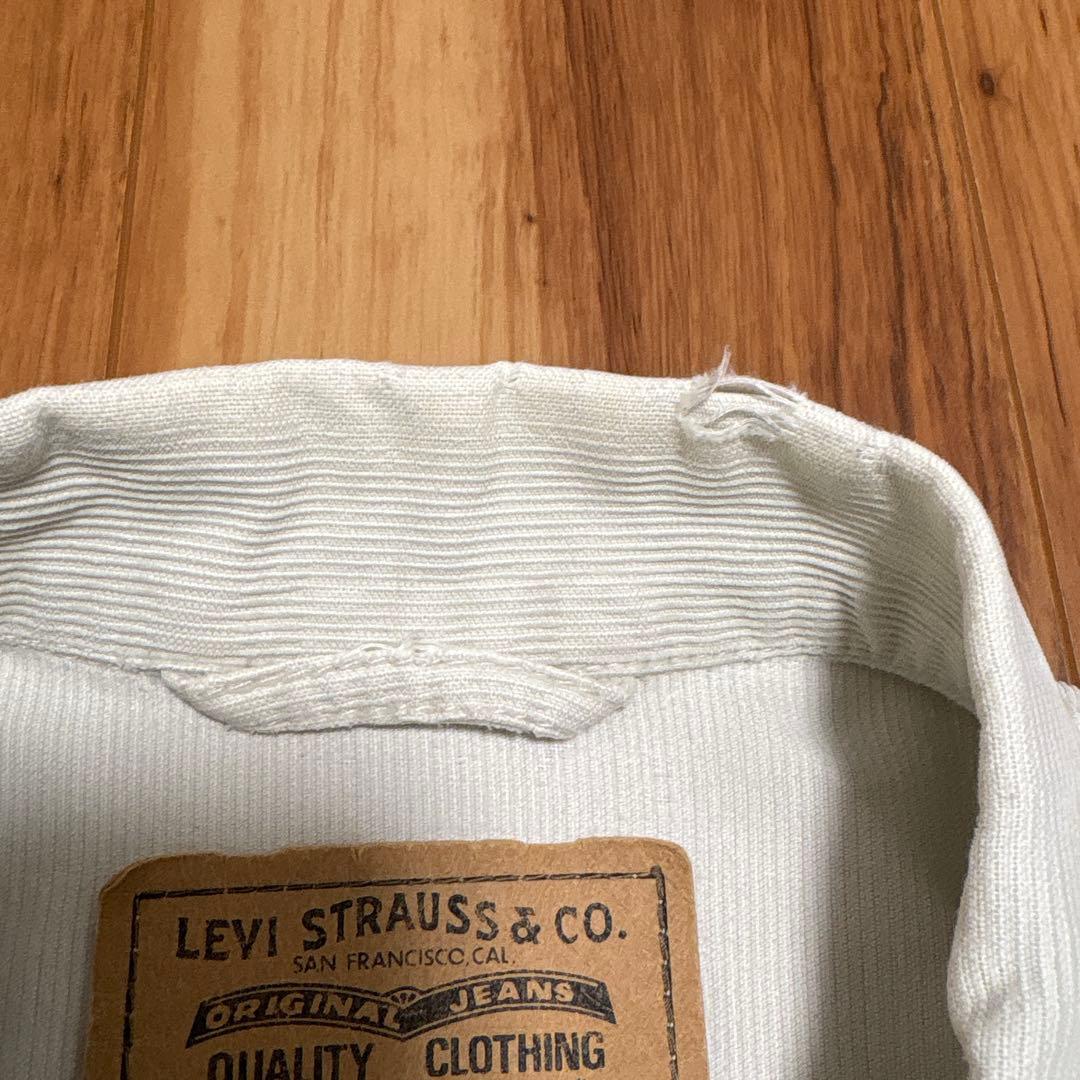 LEVI STRAUSS & CO.
SAN FRANCISCO, CAL.
ORIGINAL JEANS
QUALITY CLOTHING